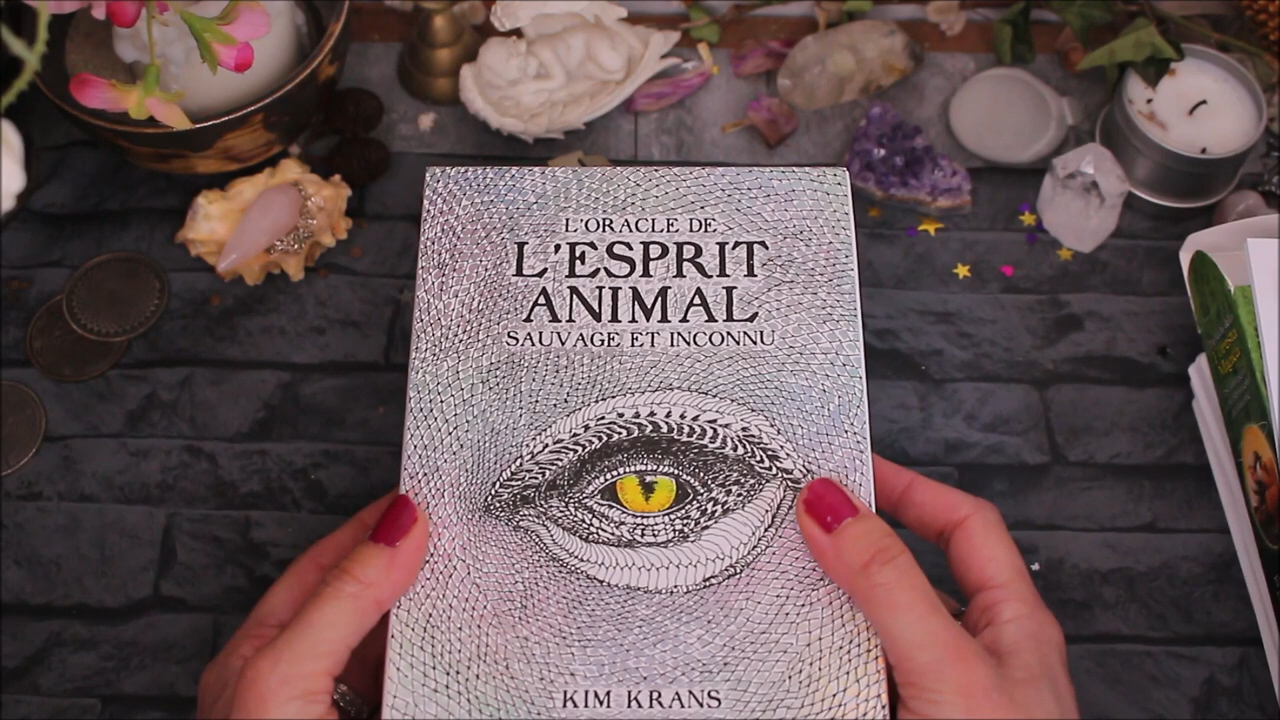 L'ORACLE DE
L'ESPRIT
ANIMAL
SAUVAGE ET INCONNU
KIM KRANS